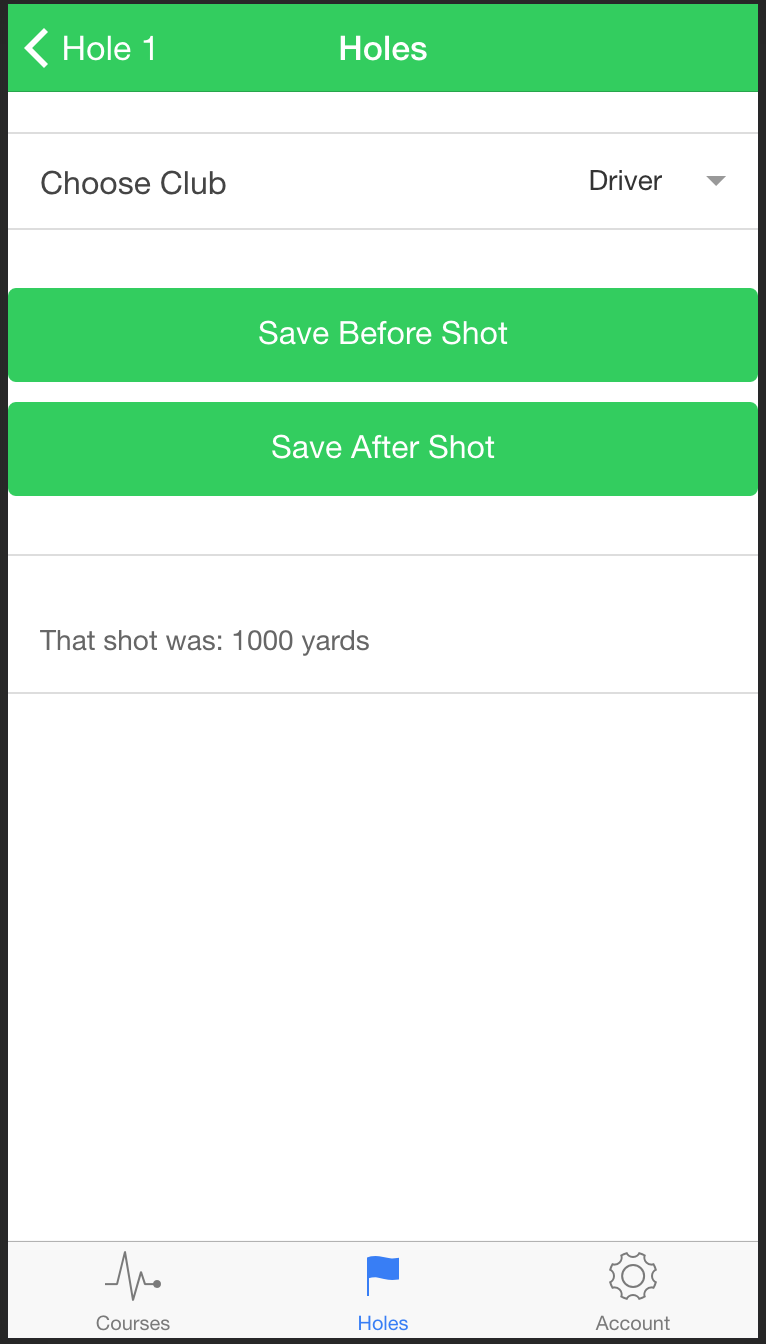 Hole 1 Holes
Choose Club Driver
Save Before Shot
Save After Shot
That shot was: 1000 yards
Courses Holes Account